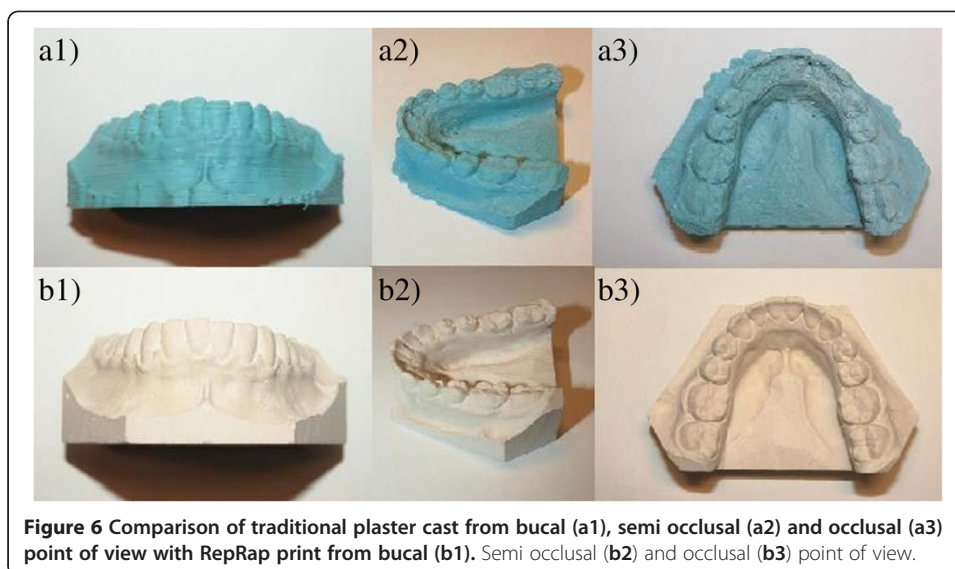 a1) a2) a3)
b1) b2) b3)
Figure 6 Comparison of traditional plaster cast from bucal (a1), semi occlusal (a2) and occlusal (a3)
point of view with RepRap print from bucal (b1). Semi occlusal (b2) and occlusal (b3) point of view.